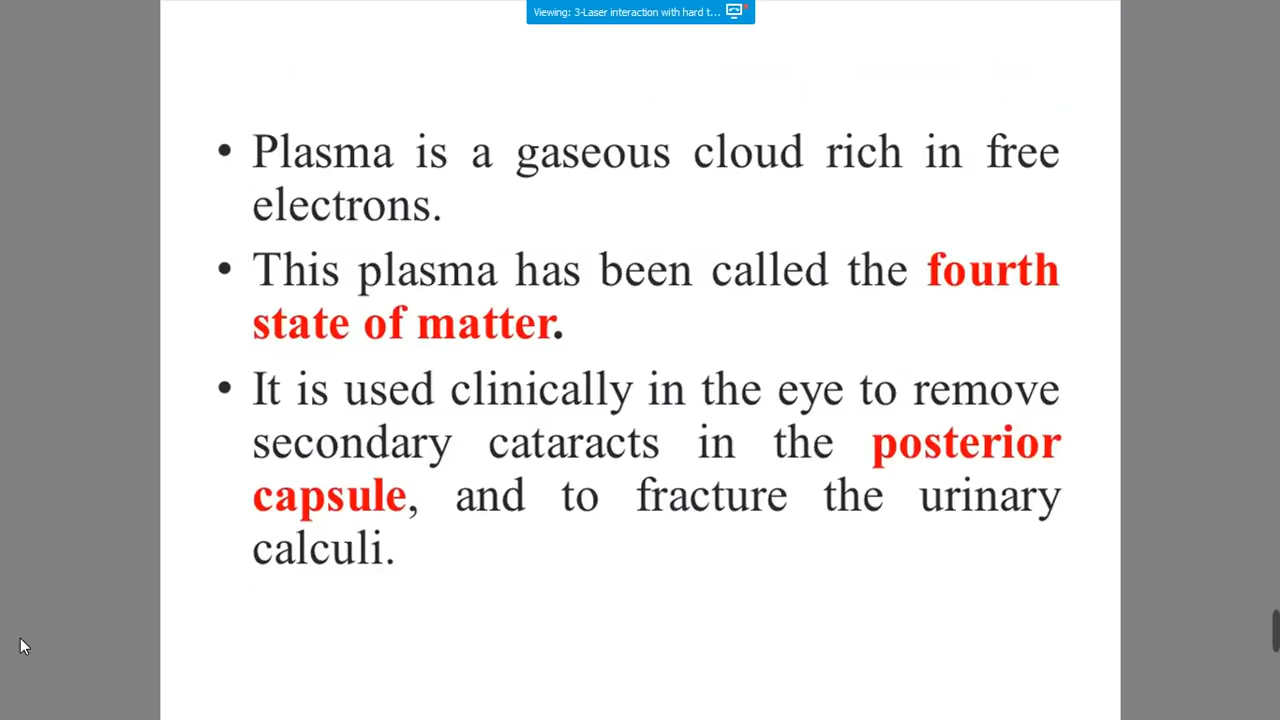 Viewing: 3-Laser interaction with hard t...
• Plasma is a gaseous cloud rich in free
electrons.
• This plasma has been called the fourth
state of matter.
• It is used clinically in the eye to remove
secondary cataracts in the posterior
capsule, and to fracture the urinary
calculi.